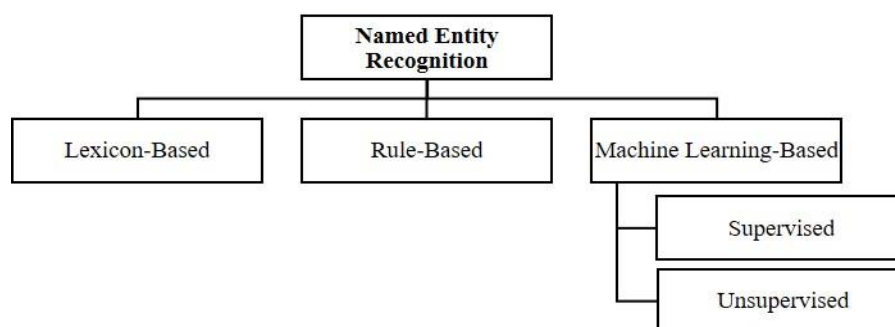 Named Entity
Recognition
Lexicon-Based
Rule-Based
Machine Learning-Based
Supervised
Unsupervised